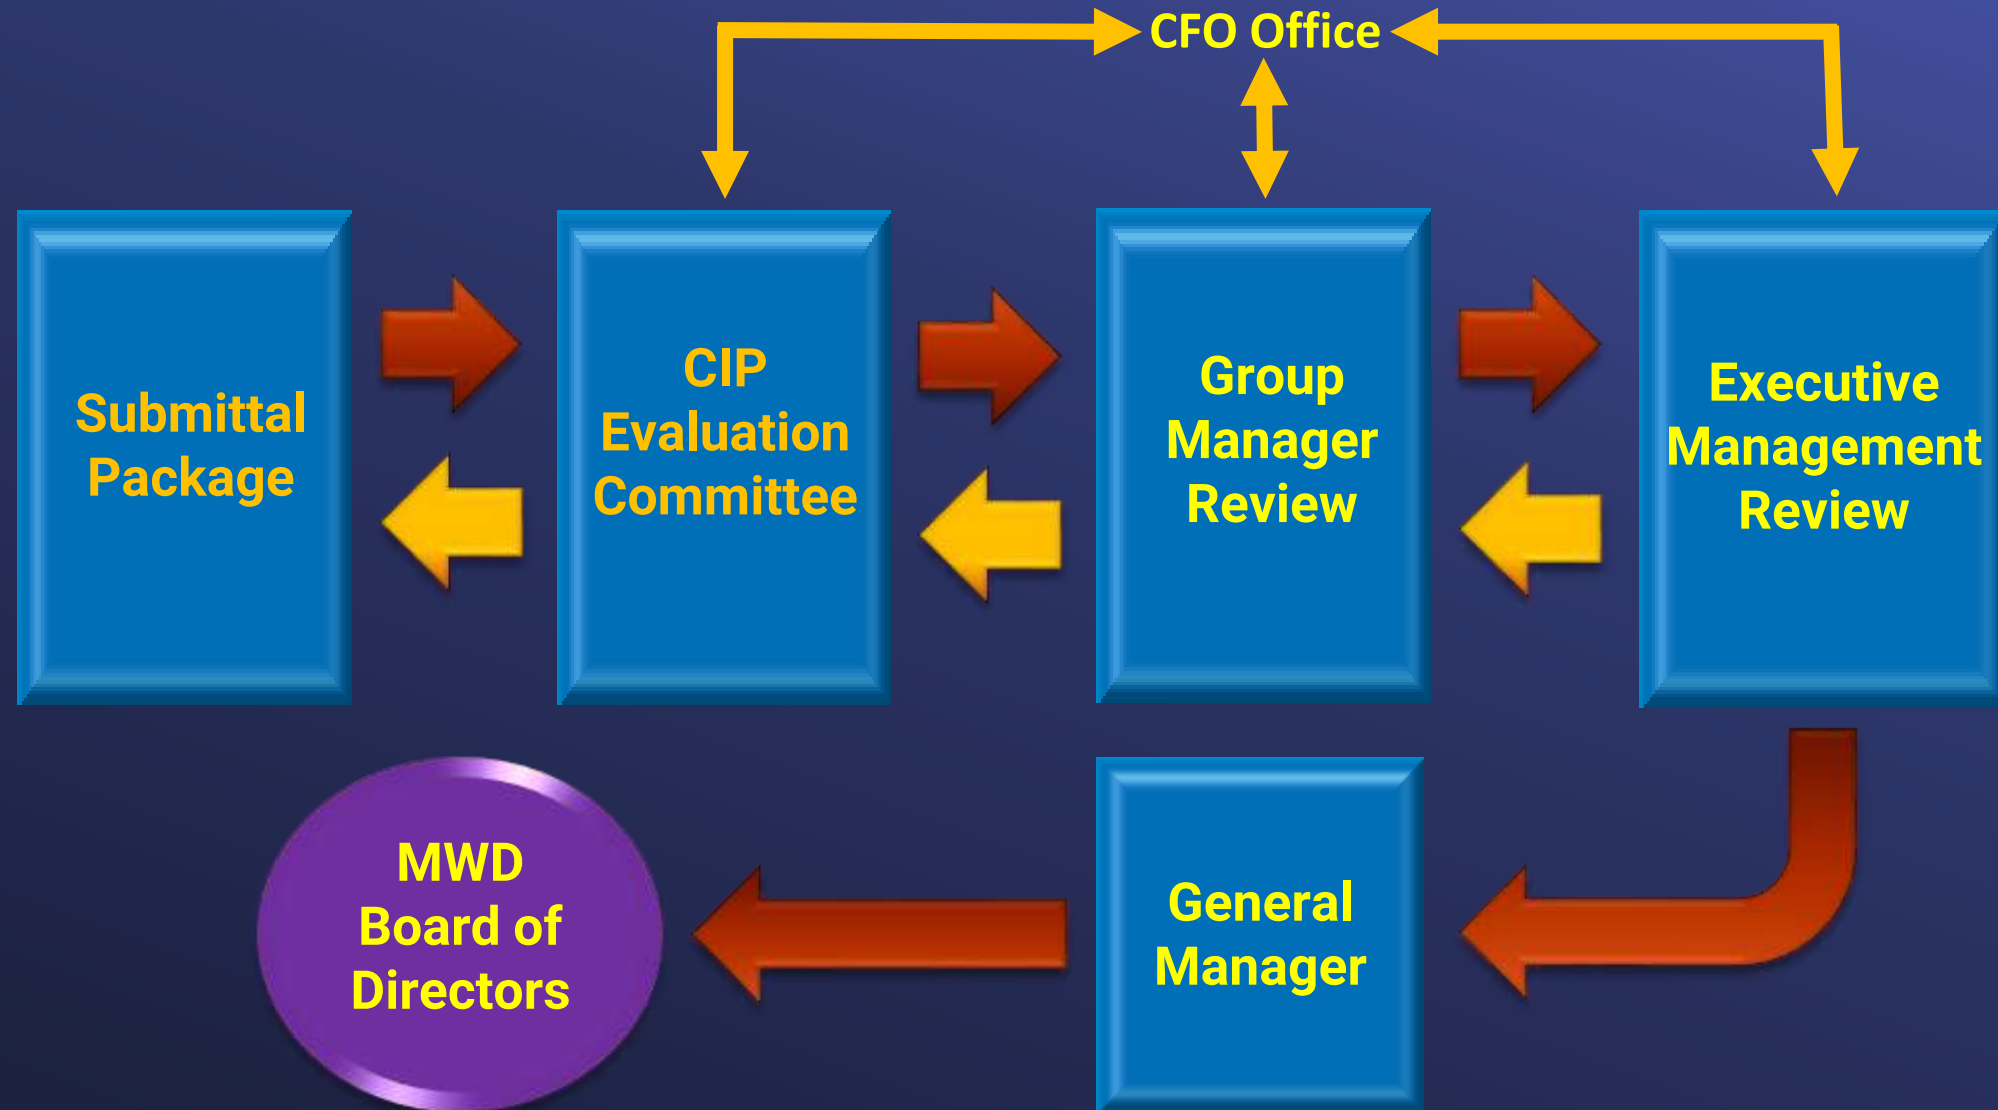 CFO Office
Submittal
Package
CIP
Evaluation
Committee
Group
Manager
Review
Executive
Management
Review
MWD
Board of
Directors
General
Manager